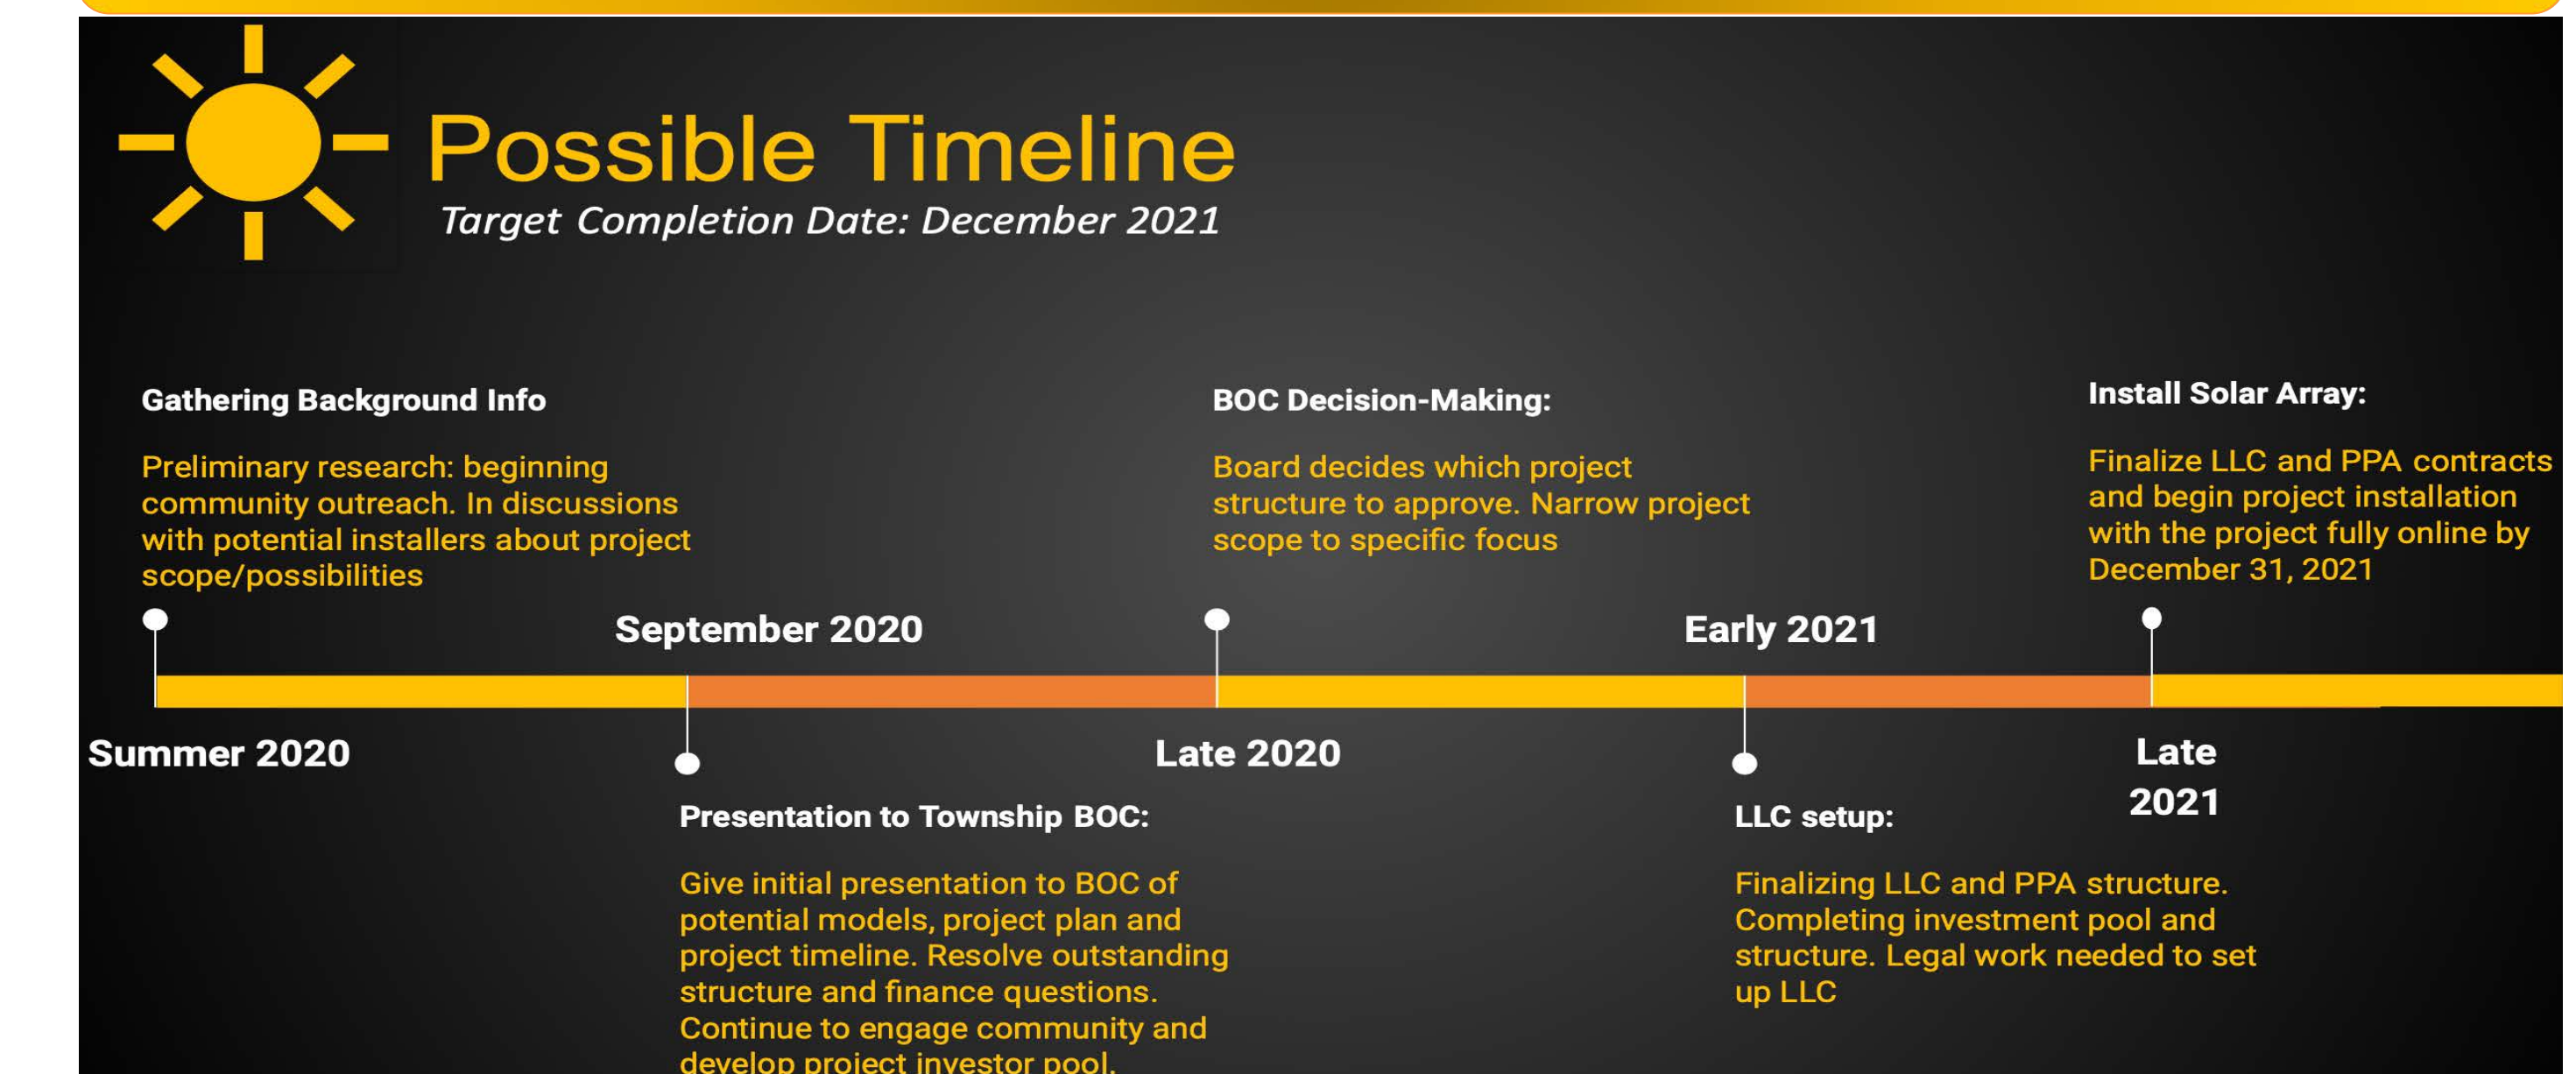 Possible Timeline
Target Completion Date: December 2021
Gathering Background Info
Preliminary research: beginning
community outreach. In discussions
with potential installers about project
scope/possibilities
Summer 2020
September 2020
Presentation to Township BOC:
Give initial presentation to BOC of
potential models, project plan and
project timeline. Resolve outstanding
structure and finance questions.
Continue to engage community and
develop project investor pool.
BOC Decision-Making:
Board decides which project
structure to approve. Narrow project
scope to specific focus
Late 2020
Early 2021
LLC setup:
Finalizing LLC and PPA structure.
Completing investment pool and
structure. Legal work needed to set
up LLC
Install Solar Array:
Finalize LLC and PPA contracts
and begin project installation
with the project fully online by
December 31, 2021
Late
2021